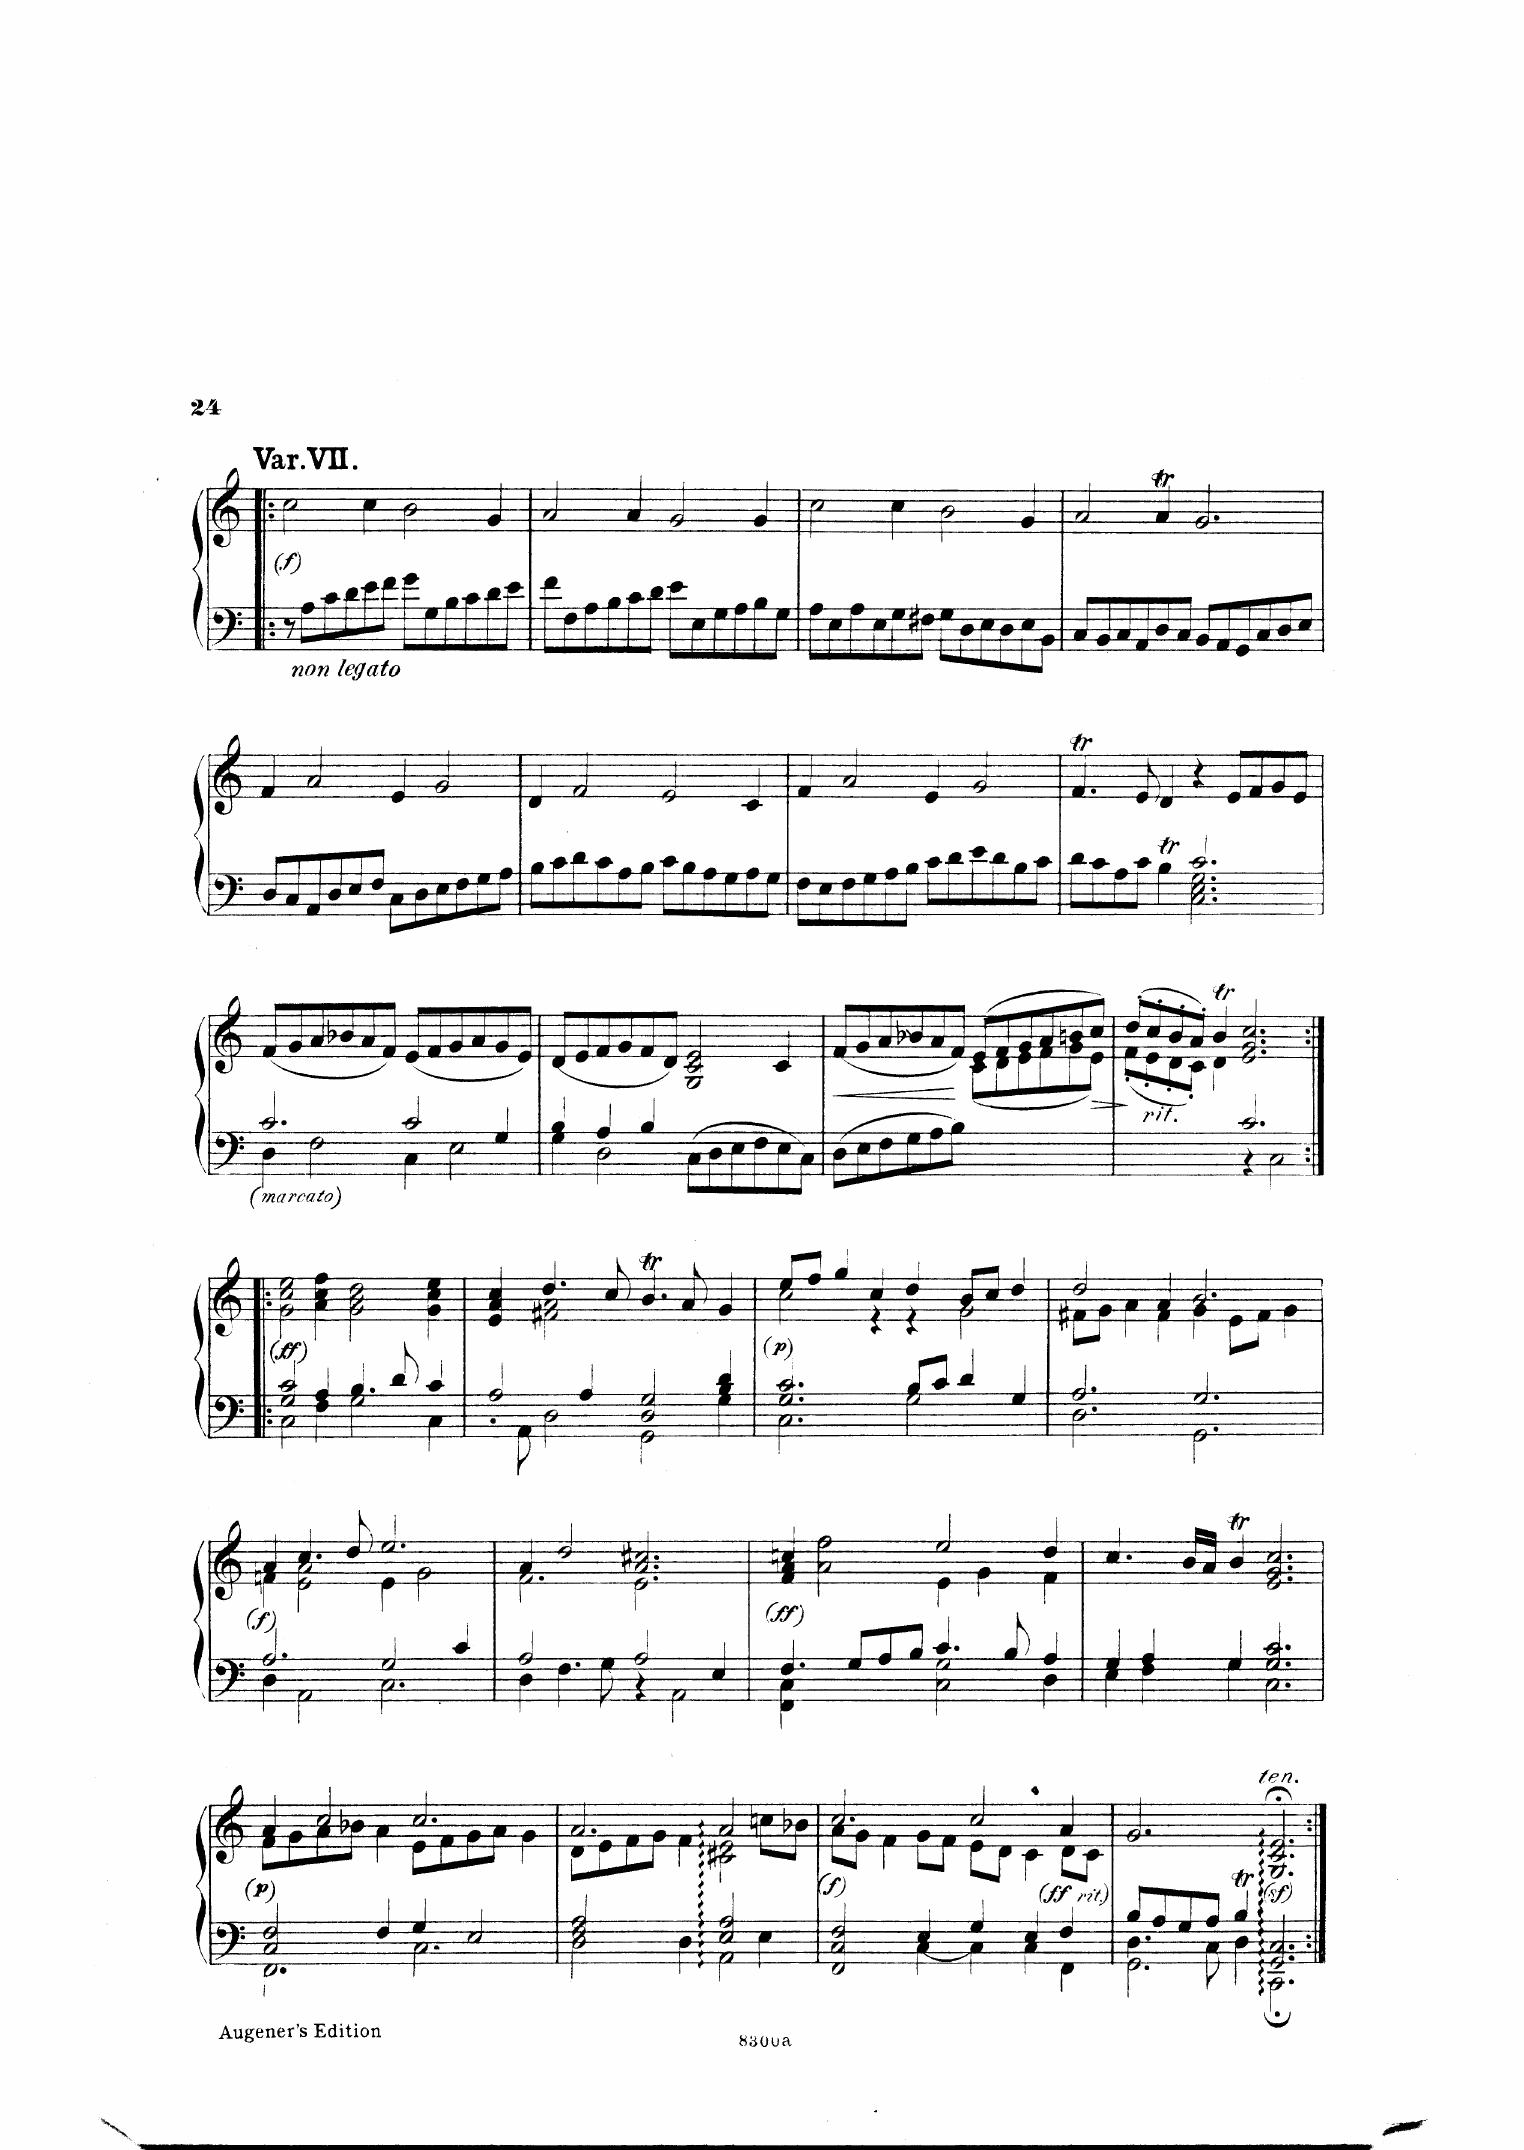 24
Var. VII.
tr
(f)
non legato
tr
tr
tr
rit.
(marcato)
tr
(ff)
(p)
tr
(f)
(ff)
ten.
(p)
(f)
(ff rit.)
tr
(sf)
Augener's Edition
8300a